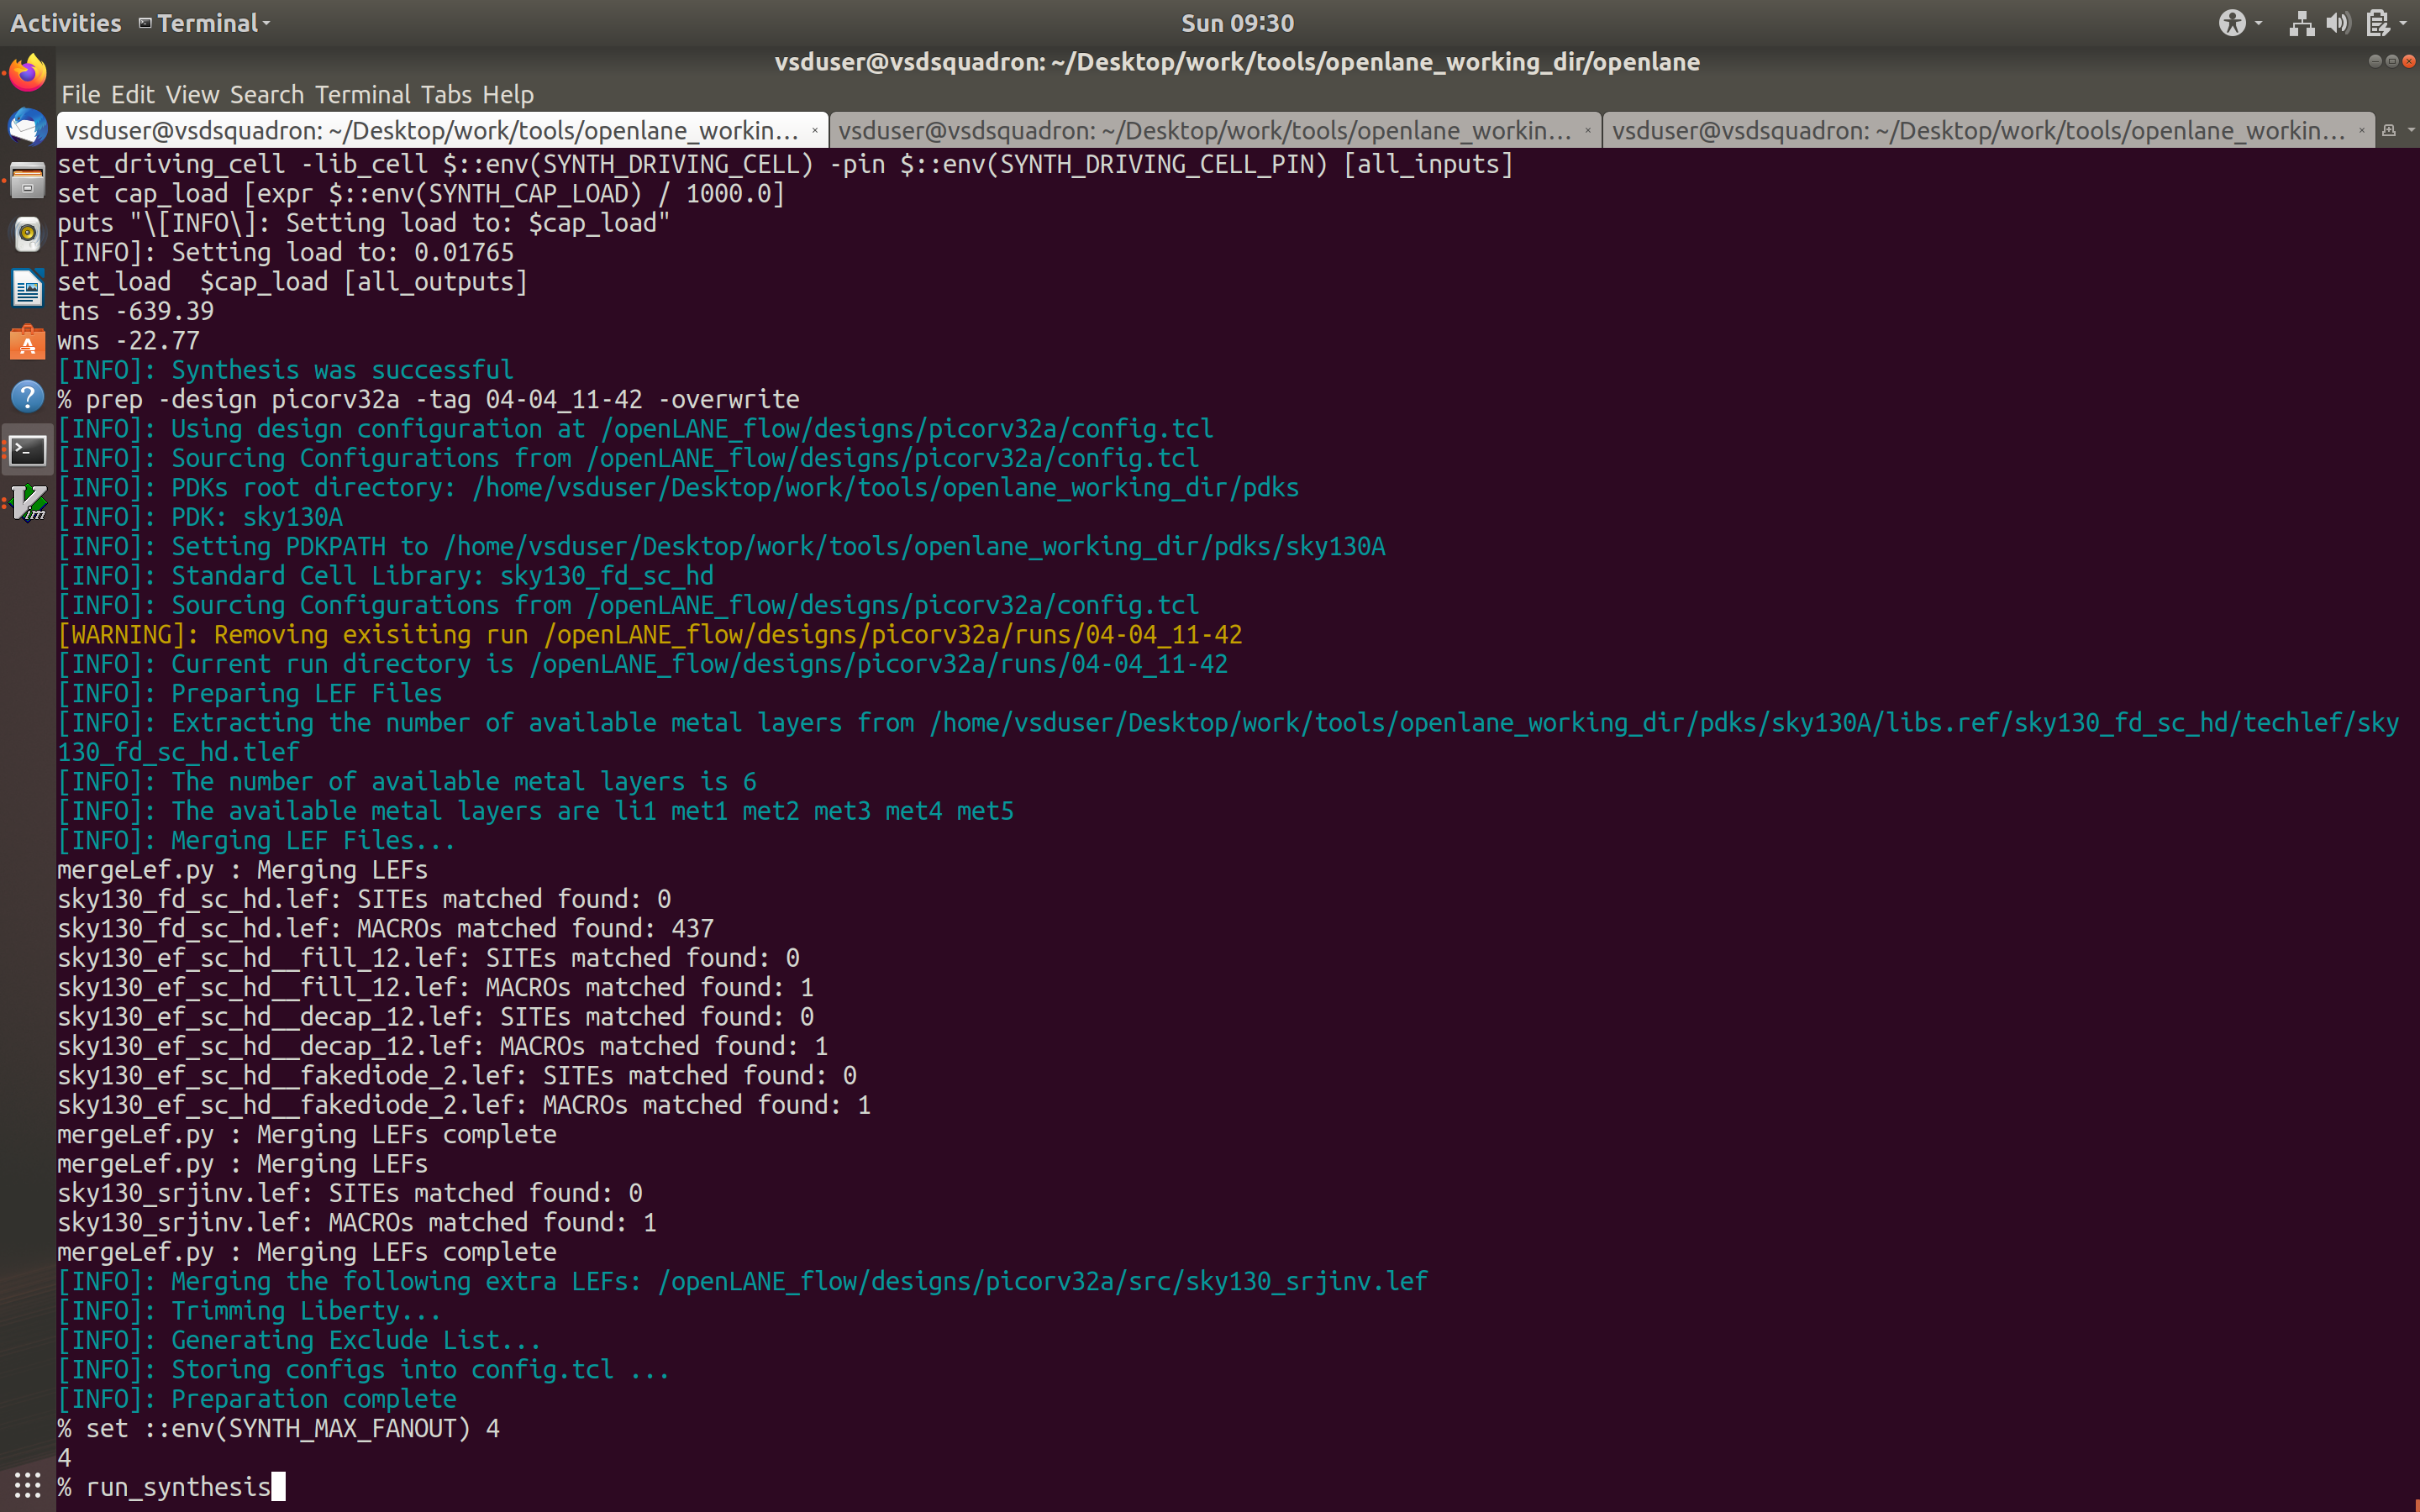 Activities Terminal
Sun 09:30
vsduser@vsdsquadron: ~/Desktop/work/tools/openlane_working_dir/openlane
File Edit View Search Terminal Tabs Help
vsduser@vsdsquadron: ~/Desktop/work/tools/openlane_workin... × vsduser@vsdsquadron: ~/Desktop/work/tools/openlane_workin... × vsduser@vsdsquadron: ~/Desktop/work/tools/openlane_workin... ×
set_driving_cell -lib_cell $::env(SYNTH_DRIVING_CELL) -pin $::env(SYNTH_DRIVING_CELL_PIN) [all_inputs]
set cap_load [expr $::env(SYNTH_CAP_LOAD) / 1000.0]
puts "\[INFO\]: Setting load to: $cap_load"
[INFO]: Setting load to: 0.01765
set_load  $cap_load [all_outputs]
tns -639.39
wns -22.77
[INFO]: Synthesis was successful
% prep -design picorv32a -tag 04-04_11-42 -overwrite
[INFO]: Using design configuration at /openLANE_flow/designs/picorv32a/config.tcl
[INFO]: Sourcing Configurations from /openLANE_flow/designs/picorv32a/config.tcl
[INFO]: PDKs root directory: /home/vsduser/Desktop/work/tools/openlane_working_dir/pdks
[INFO]: PDK: sky130A
[INFO]: Setting PDKPATH to /home/vsduser/Desktop/work/tools/openlane_working_dir/pdks/sky130A
[INFO]: Standard Cell Library: sky130_fd_sc_hd
[INFO]: Sourcing Configurations from /openLANE_flow/designs/picorv32a/config.tcl
[WARNING]: Removing exisiting run /openLANE_flow/designs/picorv32a/runs/04-04_11-42
[INFO]: Current run directory is /openLANE_flow/designs/picorv32a/runs/04-04_11-42
[INFO]: Preparing LEF Files
[INFO]: Extracting the number of available metal layers from /home/vsduser/Desktop/work/tools/openlane_working_dir/pdks/sky130A/libs.ref/sky130_fd_sc_hd/techlef/sky
130_fd_sc_hd.tlef
[INFO]: The number of available metal layers is 6
[INFO]: The available metal layers are li1 met1 met2 met3 met4 met5
[INFO]: Merging LEF Files...
mergeLef.py : Merging LEFs
sky130_fd_sc_hd.lef: SITEs matched found: 0
sky130_fd_sc_hd.lef: MACROs matched found: 437
sky130_ef_sc_hd__fill_12.lef: SITEs matched found: 0
sky130_ef_sc_hd__fill_12.lef: MACROs matched found: 1
sky130_ef_sc_hd__decap_12.lef: SITEs matched found: 0
sky130_ef_sc_hd__decap_12.lef: MACROs matched found: 1
sky130_ef_sc_hd__fakediode_2.lef: SITEs matched found: 0
sky130_ef_sc_hd__fakediode_2.lef: MACROs matched found: 1
mergeLef.py : Merging LEFs complete
mergeLef.py : Merging LEFs
sky130_srjinv.lef: SITEs matched found: 0
sky130_srjinv.lef: MACROs matched found: 1
mergeLef.py : Merging LEFs complete
[INFO]: Merging the following extra LEFs: /openLANE_flow/designs/picorv32a/src/sky130_srjinv.lef
[INFO]: Trimming Liberty...
[INFO]: Generating Exclude List...
[INFO]: Storing configs into config.tcl ...
[INFO]: Preparation complete
% set ::env(SYNTH_MAX_FANOUT) 4
4
% run_synthesis